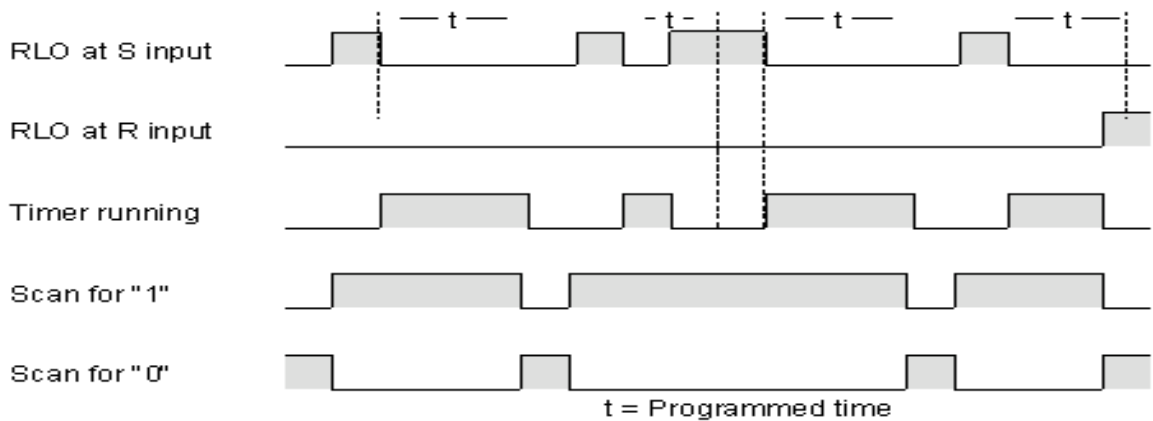 t t t t
RLO at S input
RLO at R input
Timer running
Scan for "1"
Scan for "0"
t = Programmed time